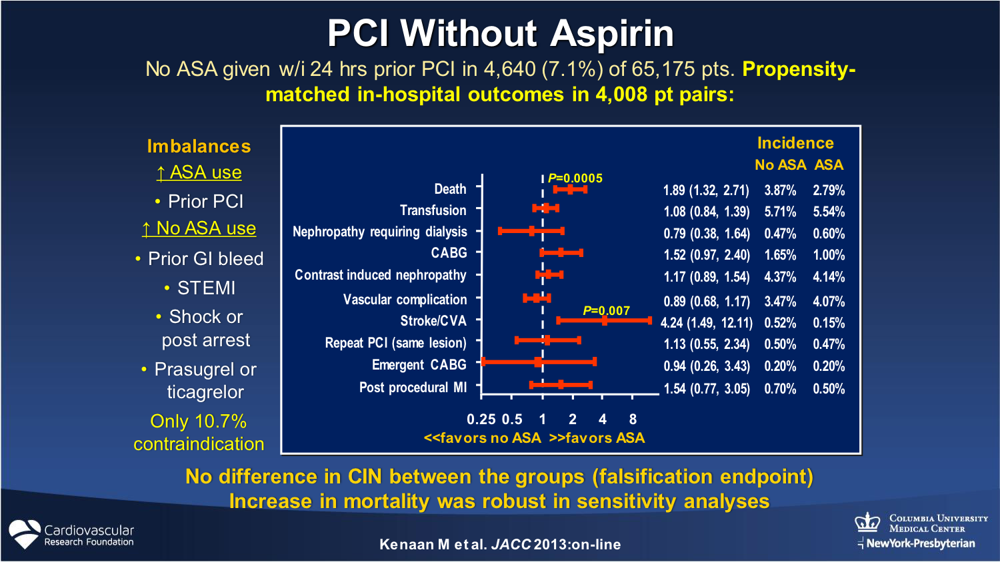 PCI Without Aspirin
No ASA given w/i 24 hrs prior PCI in 4,640 (7.1%) of 65,175 pts. Propensity-
matched in-hospital outcomes in 4,008 pt pairs:
Imbalances
↑ ASA use
• Prior PCI
↑ No ASA use
• Prior GI bleed
• STEMI
• Shock or
post arrest
• Prasugrel or
ticagrelor
Only 10.7%
contraindication
Incidence
No ASA ASA
P=0.0005
Death 1.89 (1.32, 2.71) 3.87% 2.79%
Transfusion 1.08 (0.84, 1.39) 5.71% 5.54%
Nephropathy requiring dialysis 0.79 (0.38, 1.64) 0.47% 0.60%
CABG 1.52 (0.97, 2.40) 1.65% 1.00%
Contrast induced nephropathy 1.17 (0.89, 1.54) 4.37% 4.14%
Vascular complication 0.89 (0.68, 1.17) 3.47% 4.07%
P=0.007
Stroke/CVA 4.24 (1.49, 12.11) 0.52% 0.15%
Repeat PCI (same lesion) 1.13 (0.55, 2.34) 0.50% 0.47%
Emergent CABG 0.94 (0.26, 3.43) 0.20% 0.20%
Post procedural MI 1.54 (0.77, 3.05) 0.70% 0.50%
0.25 0.5 1 2 4 8
<<favors no ASA >>favors ASA
No difference in CIN between the groups (falsification endpoint)
Increase in mortality was robust in sensitivity analyses
Cardiovascular
Research Foundation
Kenaan M et al. JACC 2013:on-line
Columbia University
Medical Center
NewYork-Presbyterian